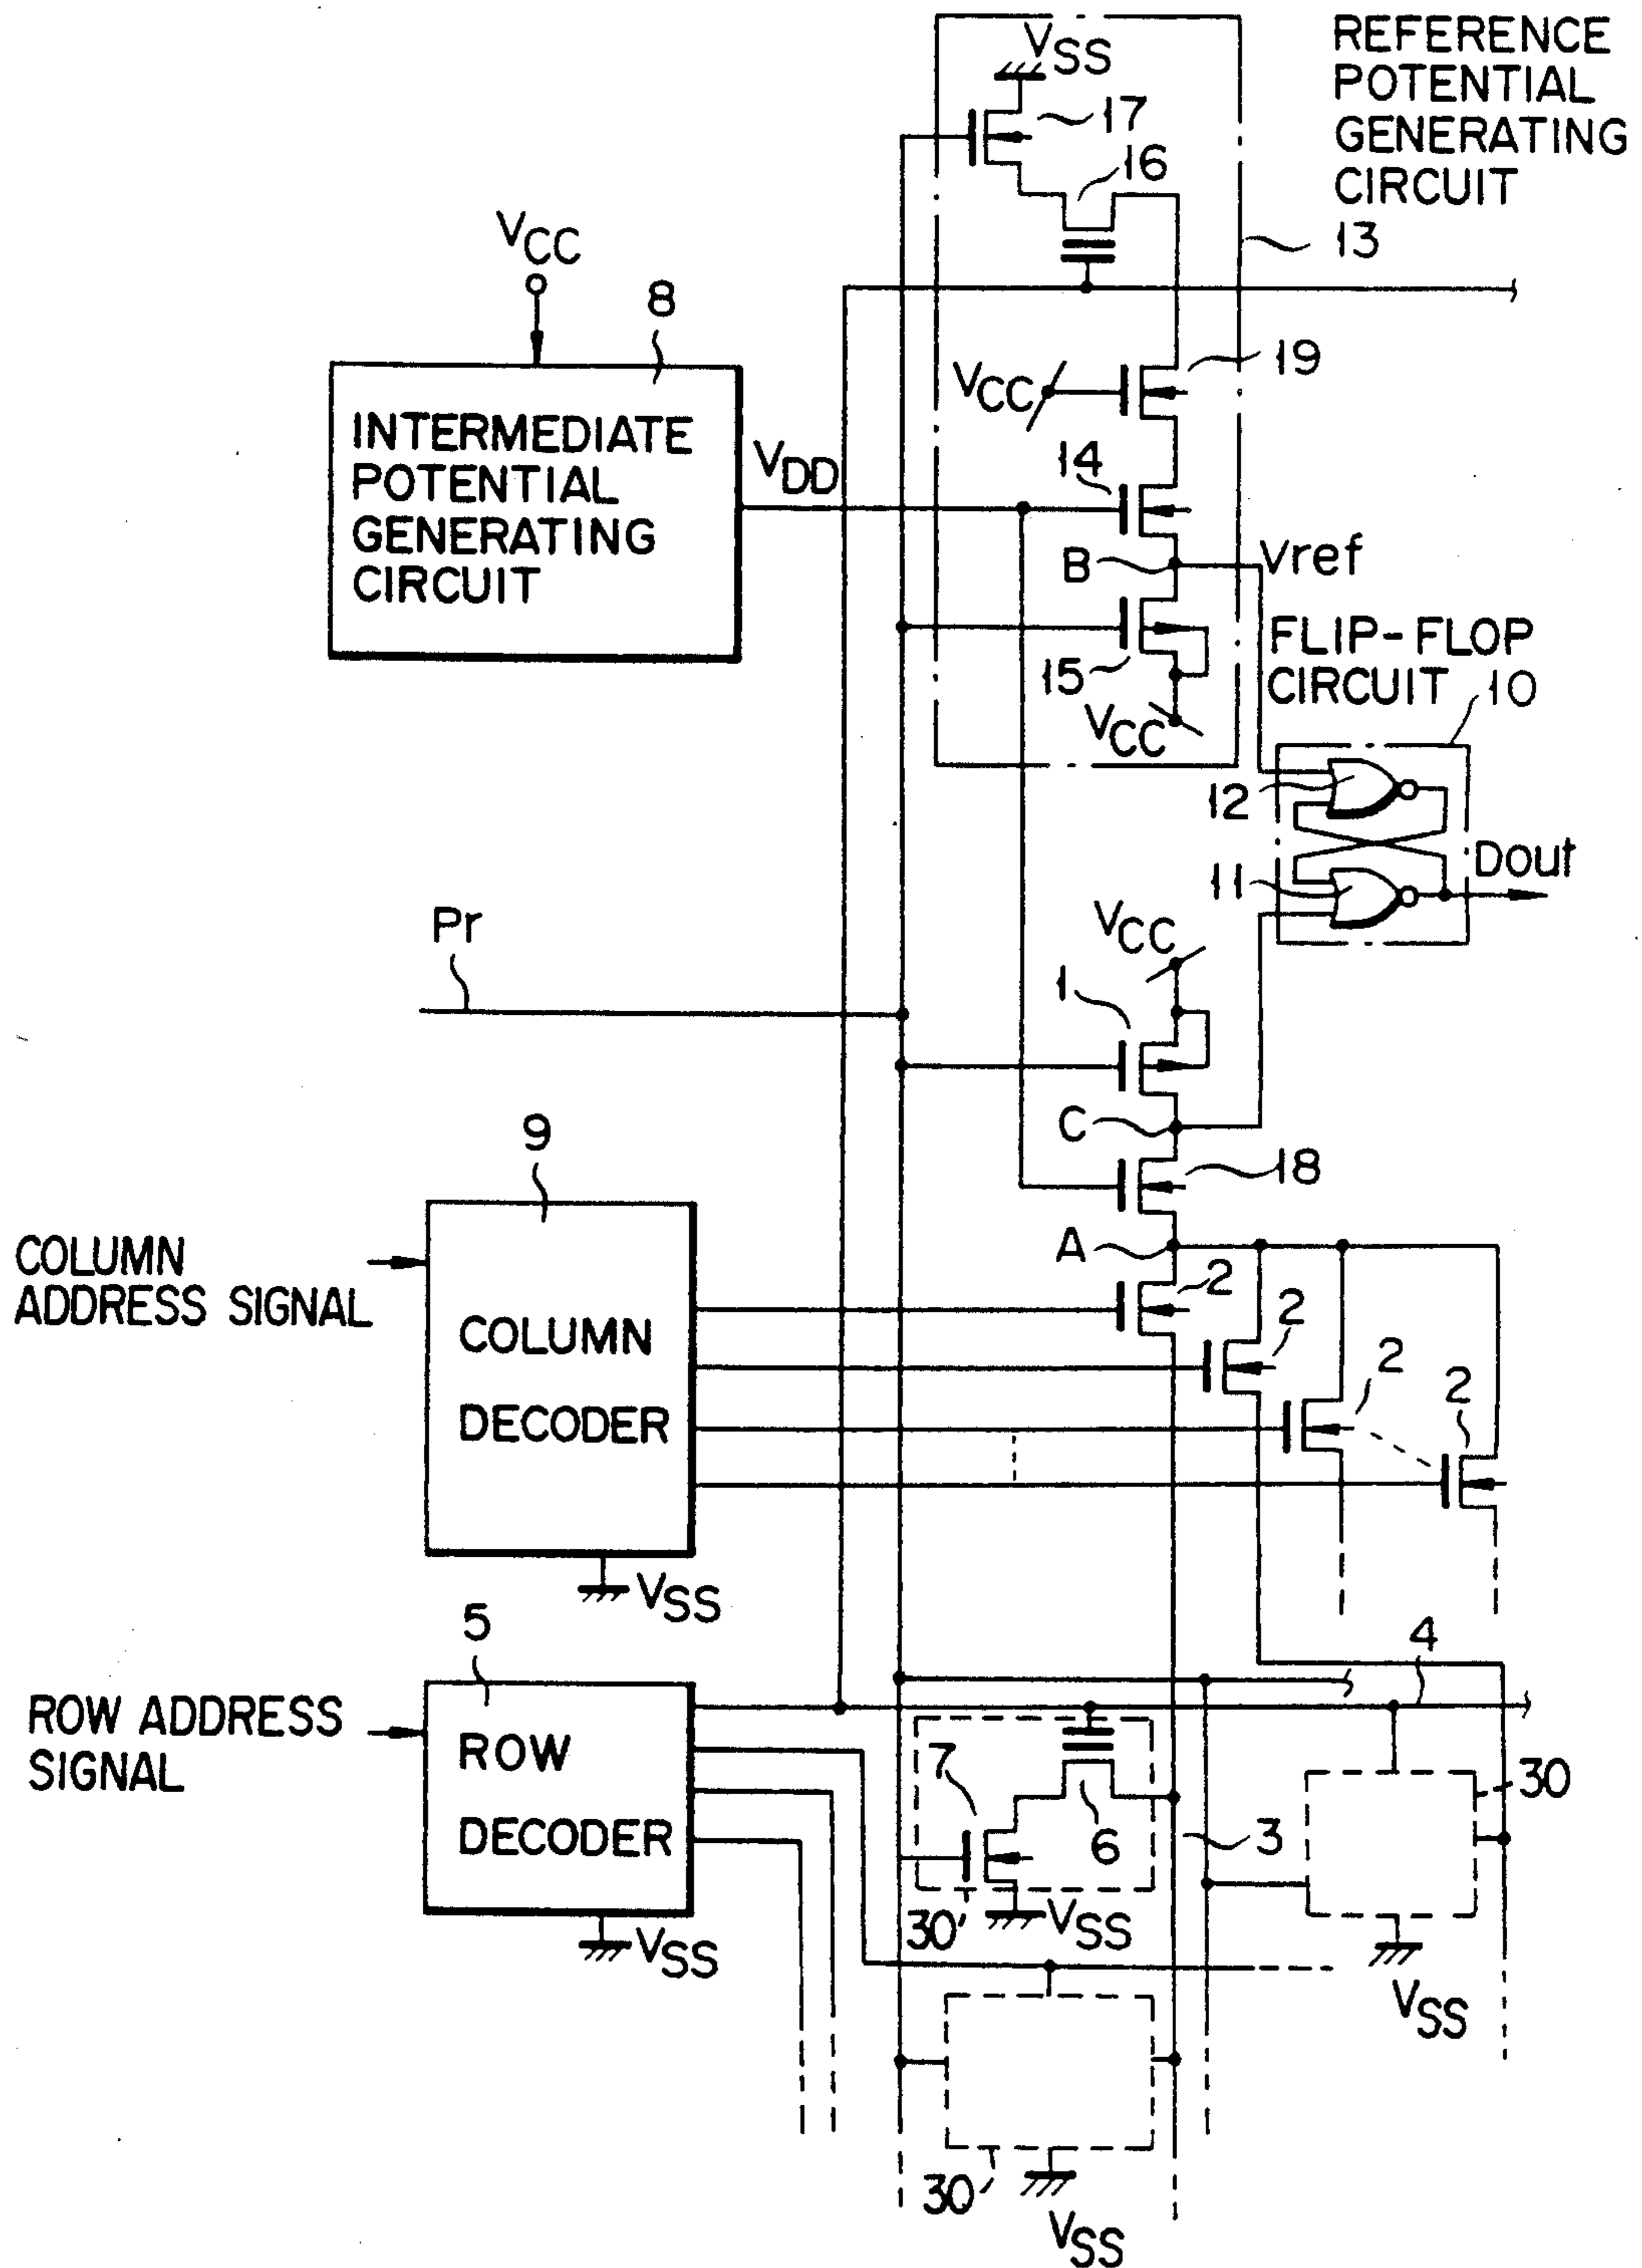 VSS
REFERENCE
POTENTIAL
GENERATING
CIRCUIT
17
16
13
VCC
8
19
VCC
INTERMEDIATE
POTENTIAL
GENERATING
CIRCUIT
VDD
14
B
Vref
15
FLIP-FLOP
CIRCUIT 10
VCC
12
Dout
11
Pr
VCC
1
C
9
18
COLUMN
ADDRESS SIGNAL
A
2
2
2
2
COLUMN
DECODER
VSS
5
4
ROW ADDRESS
SIGNAL
ROW
DECODER
7
6
3
30
30'
VSS
VSS
VSS
30'
VSS